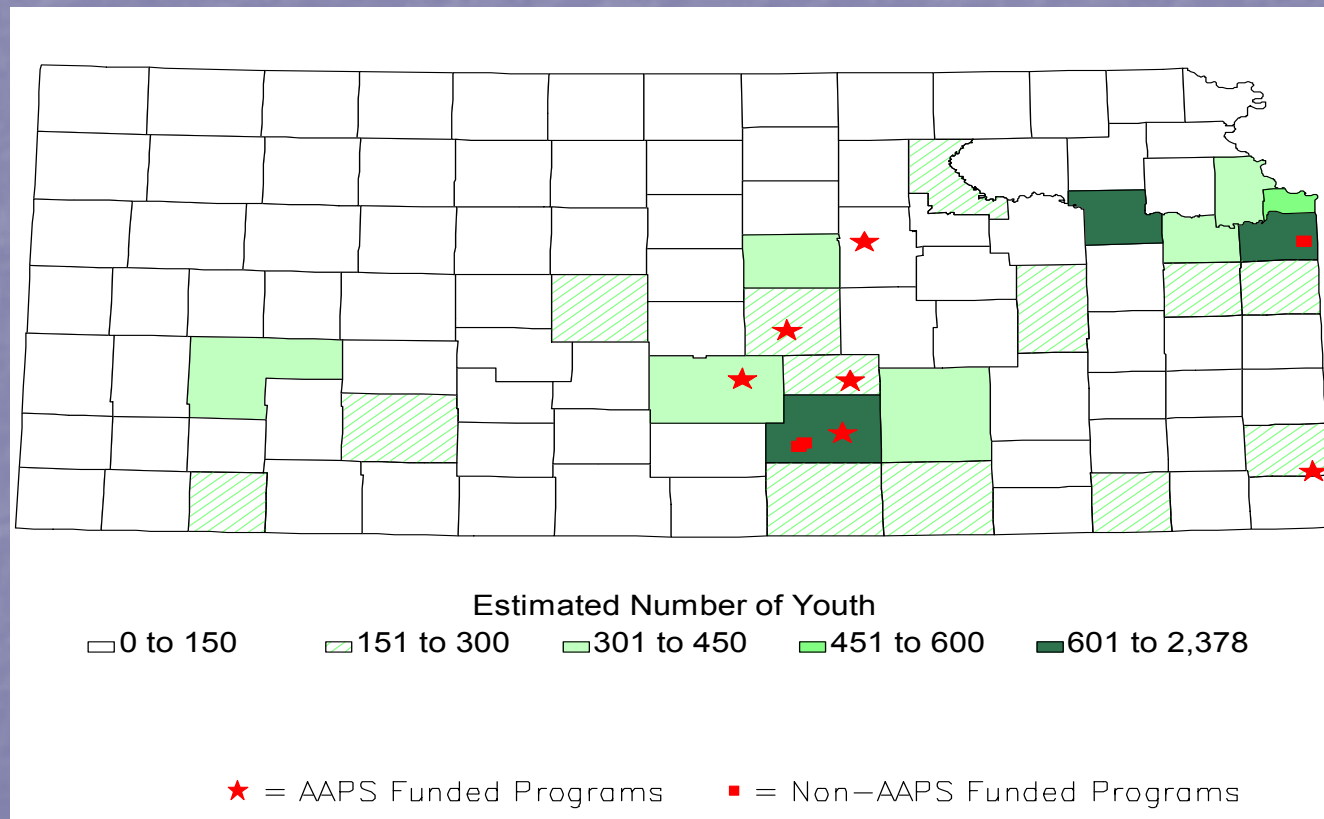 Estimated Number of Youth
0 to 150 151 to 300 301 to 450 451 to 600 601 to 2,378
= AAPS Funded Programs = Non-AAPS Funded Programs